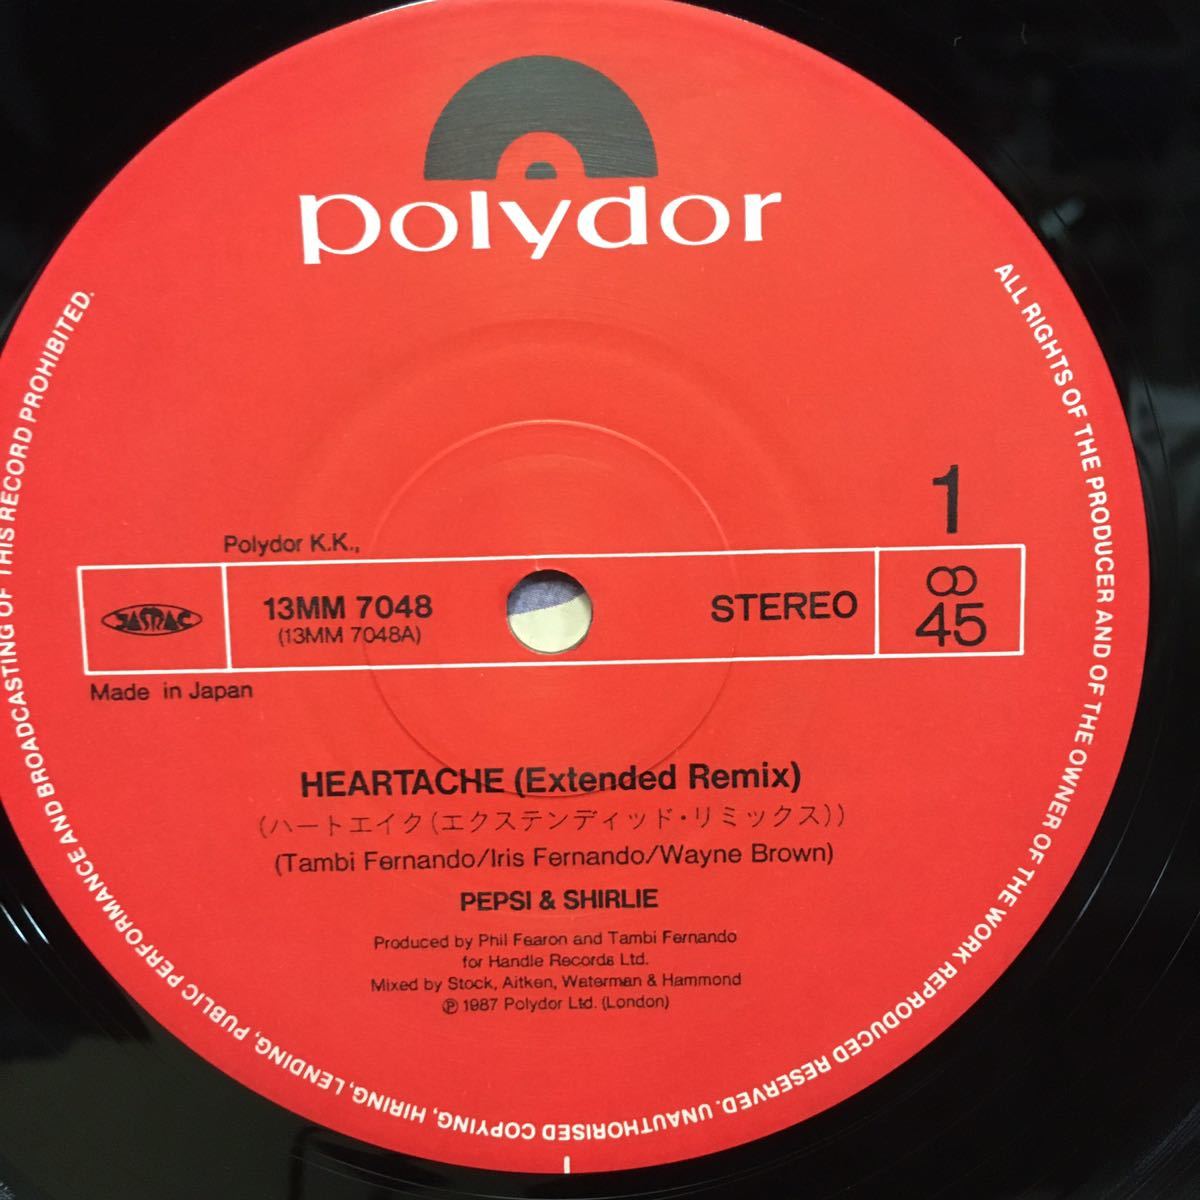 polydor
ALL RIGHTS OF THE PRODUCER AND OF THE OWNER OF THE WORK REPRODUCED RESERVED. UNAUTHORISED COPYING, HIRING, LENDING, PUBLIC PERFORMANCE AND BROADCASTING OF THIS RECORD PROHIBITED.
1
Polydor K.K.,
JASRAC
13MM 7048
(13MM 7048A)
STEREO
45
Made in Japan
HEARTACHE (Extended Remix)
(ハートエイク(エクステンディッド・リミックス))
(Tambi Fernando/Iris Fernando/Wayne Brown)
PEPSI & SHIRLIE
Produced by Phil Fearon and Tambi Fernando
for Handle Records Ltd.
Mixed by Stock, Aitken, Waterman & Hammond
℗ 1987 Polydor Ltd. (London)